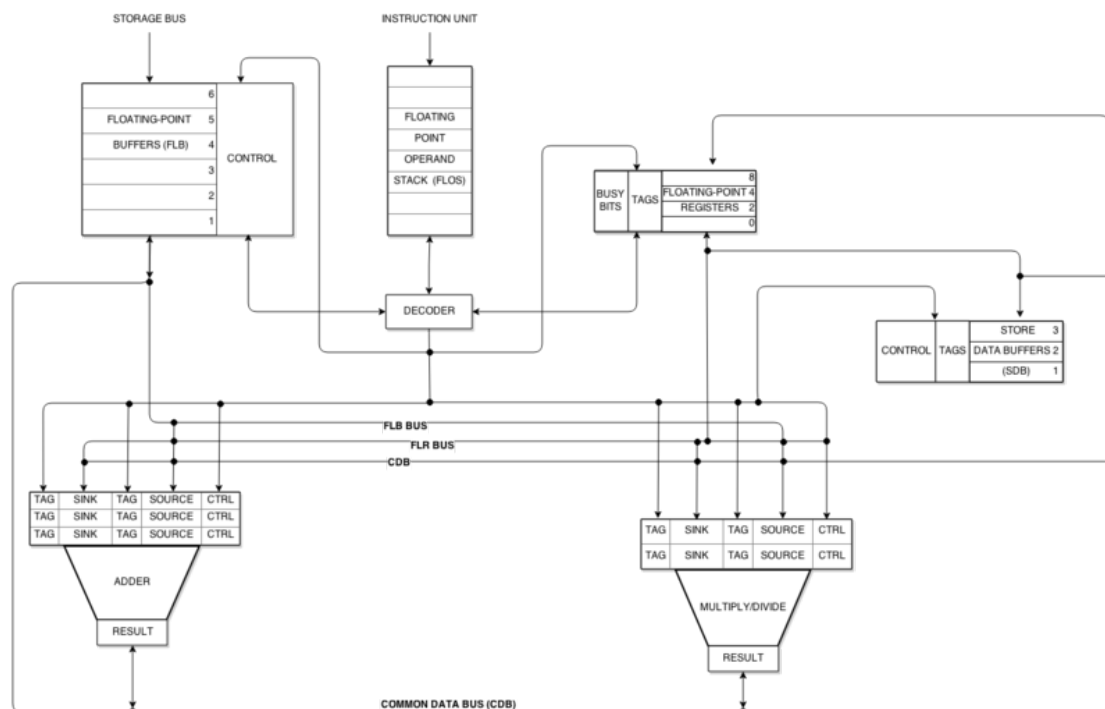 STORAGE BUS
INSTRUCTION UNIT
6
FLOATING-POINT 5
BUFFERS (FLB) 4
3
2
1
CONTROL
FLOATING
POINT
OPERAND
STACK (FLOS)
BUSY
BITS
TAGS
8
FLOATING-POINT 4
REGISTERS 2
0
DECODER
CONTROL
TAGS
STORE 3
DATA BUFFERS 2
(SDB) 1
FLB BUS
FLR BUS
CDB
TAG SINK TAG SOURCE CTRL
TAG SINK TAG SOURCE CTRL
TAG SINK TAG SOURCE CTRL
ADDER
RESULT
TAG SINK TAG SOURCE CTRL
TAG SINK TAG SOURCE CTRL
MULTIPLY/DIVIDE
RESULT
COMMON DATA BUS (CDB)